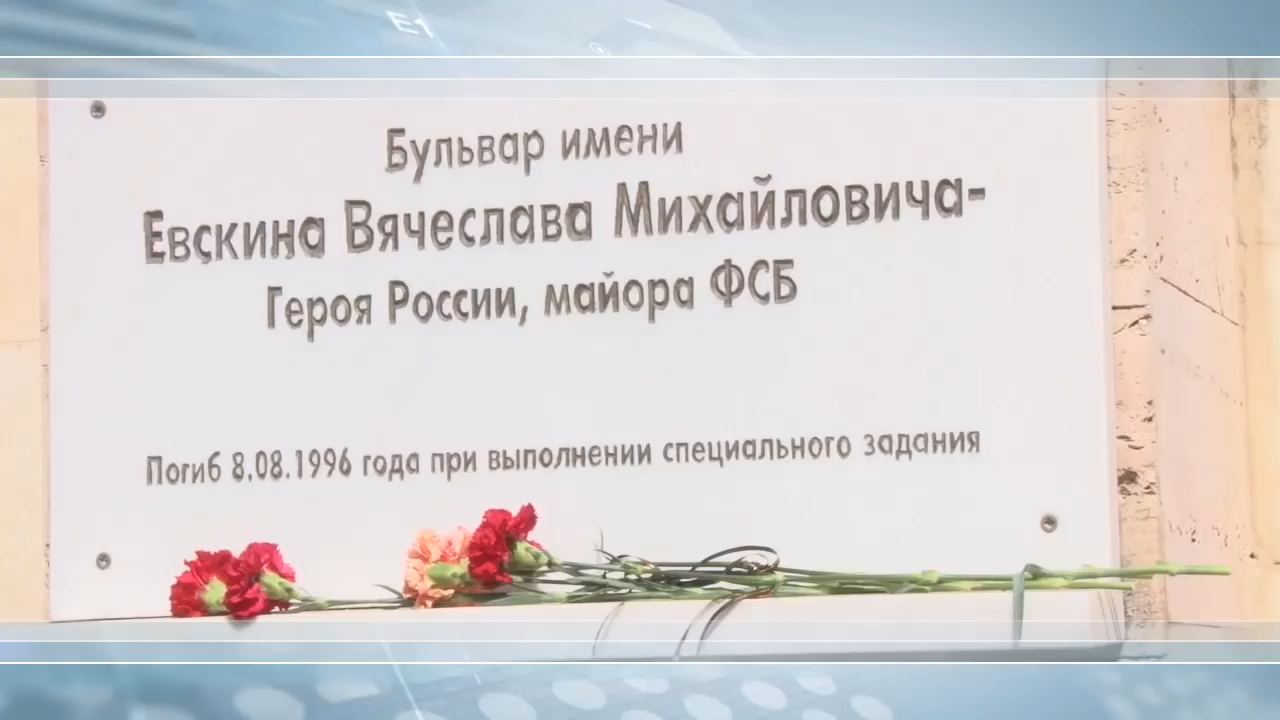 Бульвар имени
Евскина Вячеслава Михайловича-
Героя России, майора ФСБ
Погиб 8.08.1996 года при выполнении специального задания